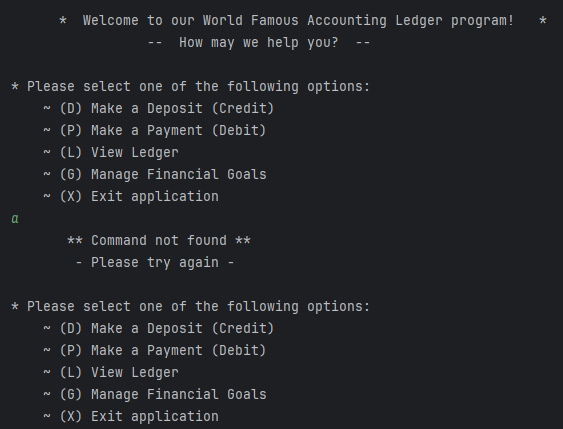 * Welcome to our World Famous Accounting Ledger program! *
-- How may we help you? --
* Please select one of the following options:
~ (D) Make a Deposit (Credit)
~ (P) Make a Payment (Debit)
~ (L) View Ledger
~ (G) Manage Financial Goals
~ (X) Exit application
a
** Command not found **
- Please try again -
* Please select one of the following options:
~ (D) Make a Deposit (Credit)
~ (P) Make a Payment (Debit)
~ (L) View Ledger
~ (G) Manage Financial Goals
~ (X) Exit application